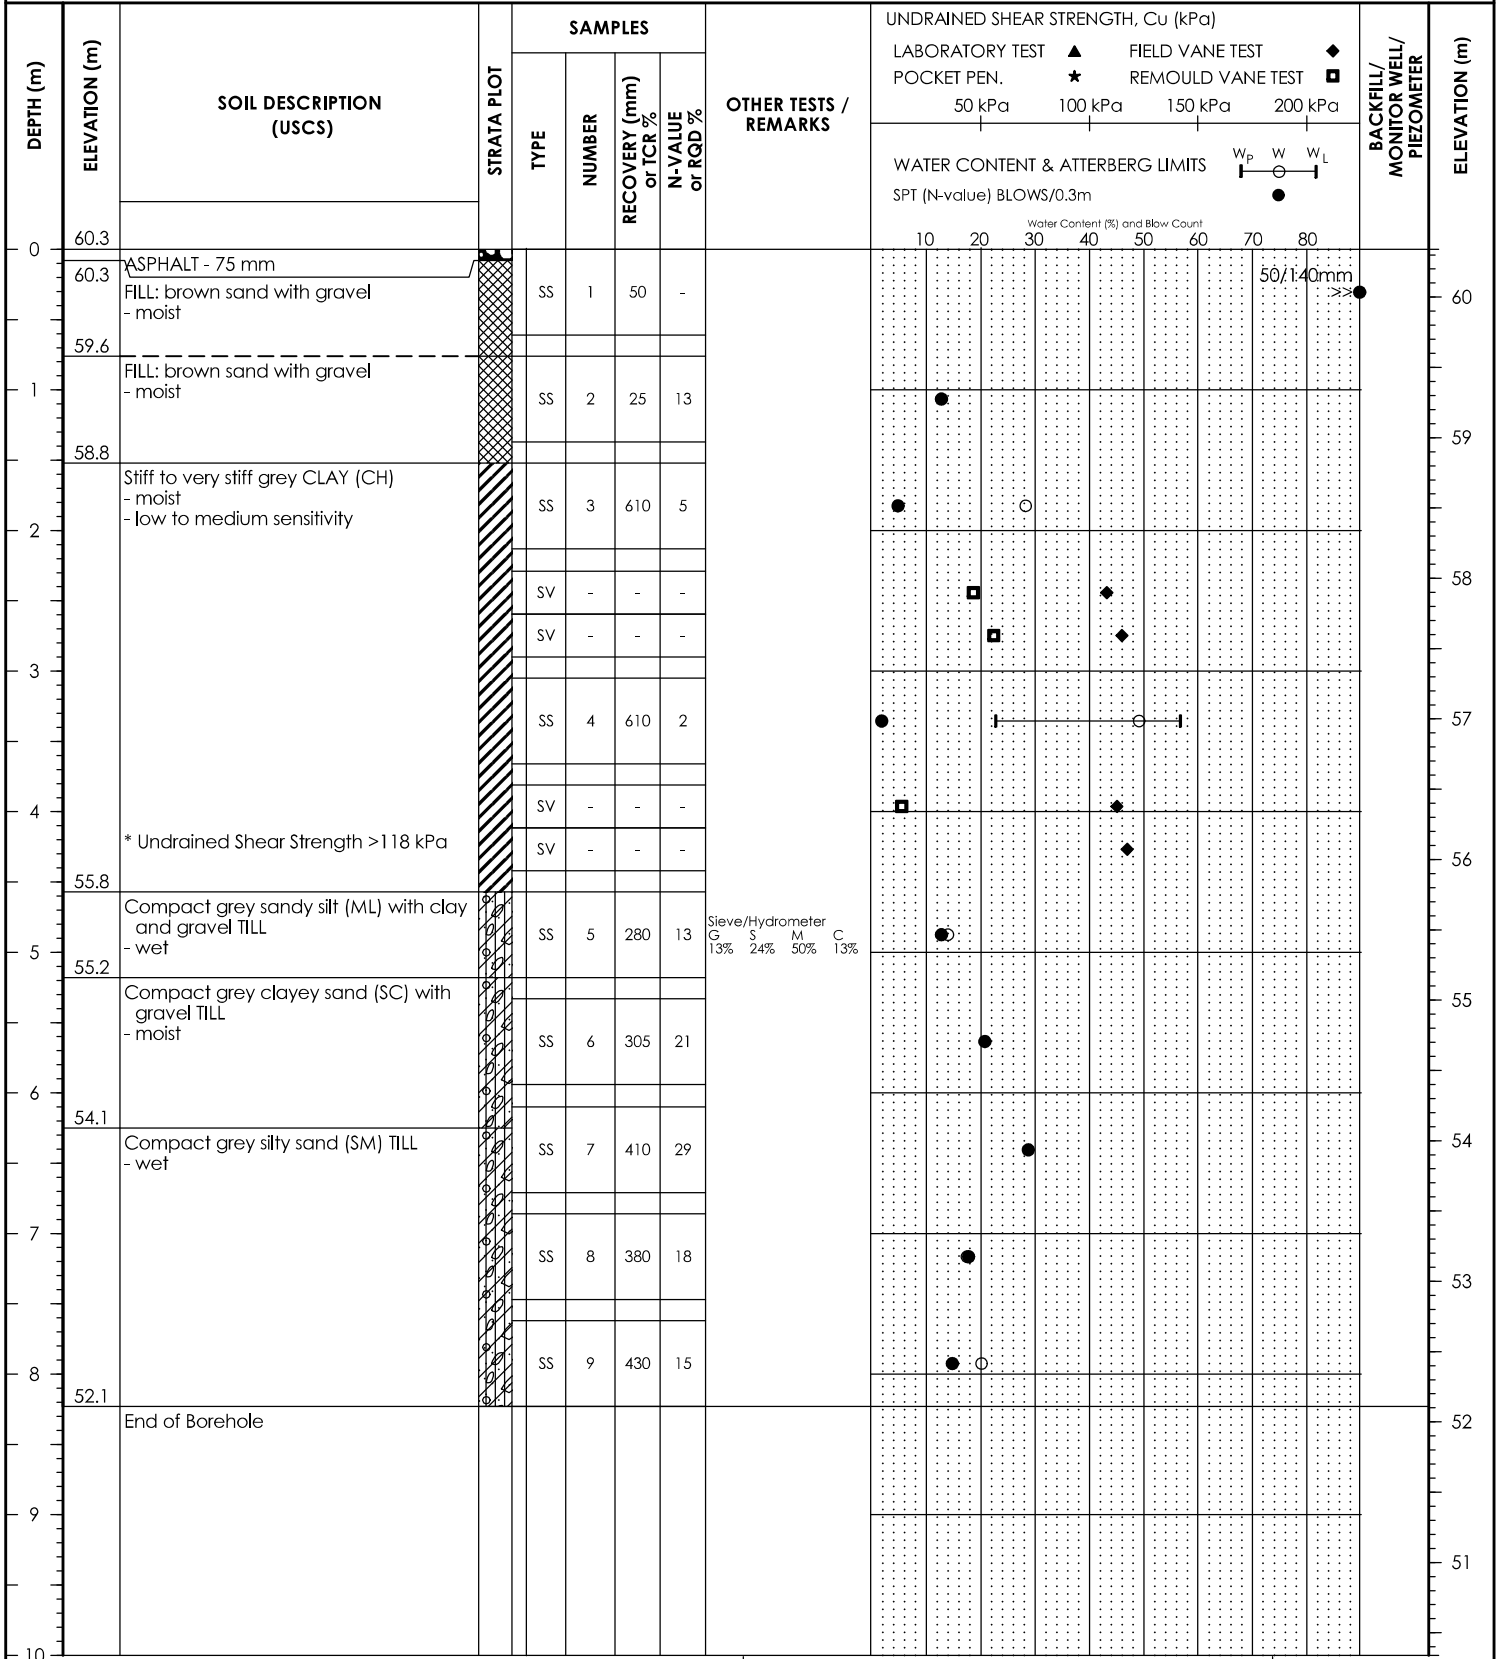 DEPTH (m)
ELEVATION (m)
SOIL DESCRIPTION
(USCS)
STRATA PLOT
SAMPLES
TYPE
NUMBER
RECOVERY (mm)
or TCR %
N-VALUE
or RQD %
OTHER TESTS /
REMARKS
UNDRAINED SHEAR STRENGTH, Cu (kPa)
LABORATORY TEST ▲ FIELD VANE TEST ◆
POCKET PEN. ★ REMOULD VANE TEST
50 kPa 100 kPa 150 kPa 200 kPa
WATER CONTENT & ATTERBERG LIMITS WP W WL
SPT (N-value) BLOWS/0.3m ●
Water Content (%) and Blow Count
10 20 30 40 50 60 70 80
BACKFILL/
MONITOR WELL/
PIEZOMETER
ELEVATION (m)
0 60.3
60.3 ASPHALT - 75 mm
50/140mm
>>
FILL: brown sand with gravel
- moist
SS 1 50 -
60
59.6
FILL: brown sand with gravel
- moist
1 SS 2 25 13
59
58.8
Stiff to very stiff grey CLAY (CH)
- moist
- low to medium sensitivity
SS 3 610 5
2
58
SV - - -
SV - - -
3
SS 4 610 2
57
SV - - -
4
* Undrained Shear Strength >118 kPa
SV - - -
56
55.8
Compact grey sandy silt (ML) with clay
and gravel TILL
- wet
SS 5 280 13
Sieve/Hydrometer
G S M C
13% 24% 50% 13%
5
55.2
Compact grey clayey sand (SC) with
gravel TILL
- moist
55
SS 6 305 21
6
54.1
Compact grey silty sand (SM) TILL
- wet
SS 7 410 29
54
7
SS 8 380 18
53
SS 9 430 15
8
52.1
End of Borehole
52
9
51
10